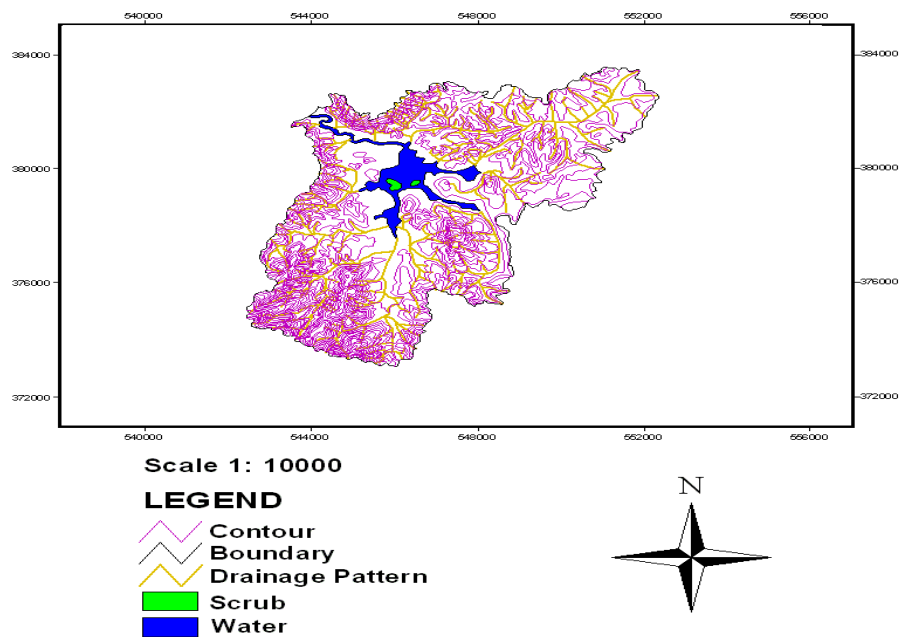 540000 544000 548000 552000 556000
384000 384000
380000 380000
376000 376000
372000 372000
540000 544000 548000 552000 556000
Scale 1: 10000
LEGEND
N
Contour
Boundary
Drainage Pattern
Scrub
Water